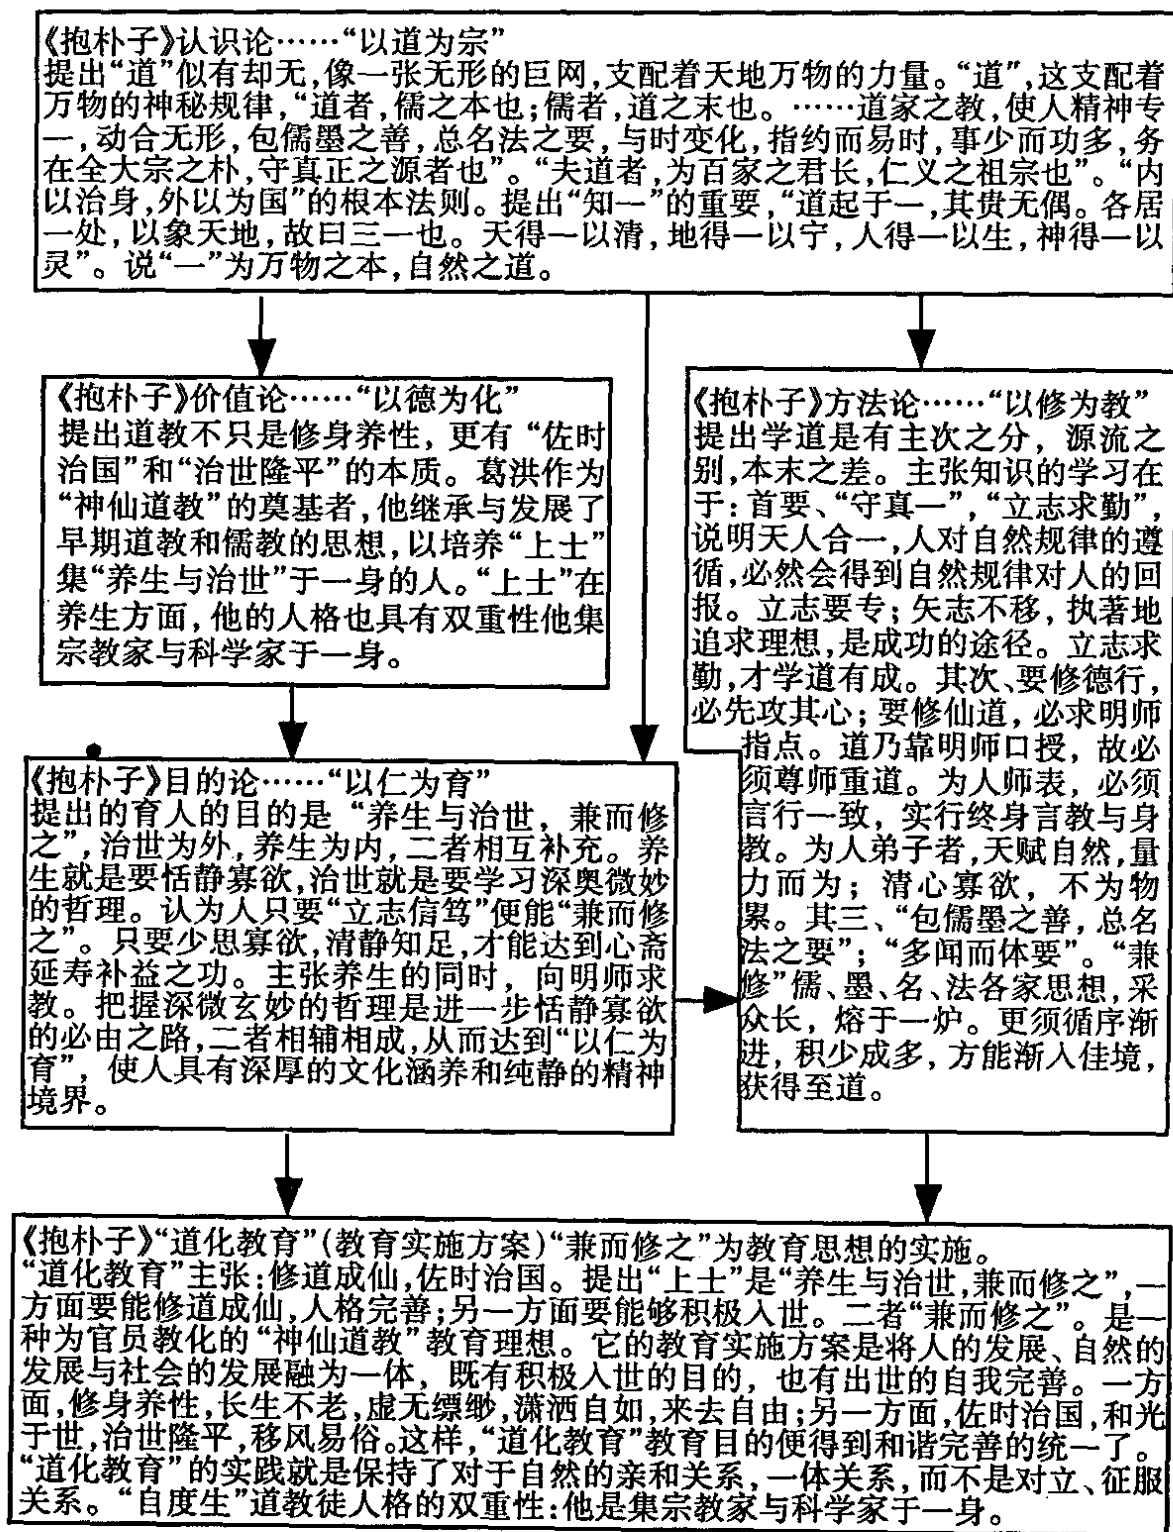 《抱朴子》认识论……“以道为宗”
提出“道”似有却无,像一张无形的巨网,支配着天地万物的力量。“道”,这支配着
万物的神秘规律,“道者,儒之本也;儒者,道之末也。……道家之教,使人精神专
一,动合无形,包儒墨之善,总名法之要,与时变化,指约而易时,事少而功多,务
在全大宗之朴,守真正之源者也”。“夫道者,为百家之君长,仁义之祖宗也”。“内
以治身,外以为国”的根本法则。提出“知一”的重要,“道起于一,其贵无偶。各居
一处,以象天地,故曰三一也。天得一以清,地得一以宁,人得一以生,神得一以
灵”。说“一”为万物之本,自然之道。
《抱朴子》价值论……“以德为化”
提出道教不只是修身养性,更有“佐时
治国”和“治世隆平”的本质。葛洪作为
“神仙道教”的奠基者,他继承与发展了
早期道教和儒教的思想,以培养“上士”
集“养生与治世”于一身的人。“上士”在
养生方面,他的人格也具有双重性他集
宗教家与科学家于一身。
《抱朴子》方法论……“以修为教”
提出学道是有主次之分,源流之
别,本末之差。主张知识的学习在
于:首要、“守真一”,“立志求勤”,
说明天人合一,人对自然规律的遵
循,必然会得到自然规律对人的回
报。立志要专;矢志不移,执著地
追求理想,是成功的途径。立志求
勤,才学道有成。其次、要修德行,
必先攻其心;要修仙道,必求明师
指点。道乃靠明师口授,故必
须尊师重道。为人师表,必须
言行一致,实行终身言教与身
教。为人弟子者,天赋自然,量
力而为;清心寡欲,不为物
累。其三、“包儒墨之善,总名
法之要”;“多闻而体要”。“兼
修”儒、墨、名、法各家思想,采
众长,熔于一炉。更须循序渐
进,积少成多,方能渐入佳境,
获得至道。
《抱朴子》目的论……“以仁为育”
提出的育人的目的是“养生与治世,兼而修
之”,治世为外,养生为内,二者相互补充。养
生就是要恬静寡欲,治世就是要学习深奥微妙
的哲理。认为人只要“立志信笃”便能“兼而修
之”。只要少思寡欲,清静知足,才能达到心斋
延寿补益之功。主张养生的同时,向明师求
教。把握深微玄妙的哲理是进一步恬静寡欲
的必由之路,二者相辅相成,从而达到“以仁为
育”,使人具有深厚的文化涵养和纯静的精神
境界。
《抱朴子》“道化教育”(教育实施方案)“兼而修之”为教育思想的实施。
“道化教育”主张:修道成仙,佐时治国。提出“上士”是“养生与治世,兼而修之”,一
方面要能修道成仙,人格完善;另一方面要能够积极入世。二者“兼而修之”。是一
种为官员教化的“神仙道教”教育理想。它的教育实施方案是将人的发展、自然的
发展与社会的发展融为一体,既有积极入世的目的,也有出世的自我完善。一方
面,修身养性,长生不老,虚无缥缈,潇洒自如,来去自由;另一方面,佐时治国,和光
于世,治世隆平,移风易俗。这样,“道化教育”教育目的便得到和谐完善的统一了。
“道化教育”的实践就是保持了对于自然的亲和关系,一体关系,而不是对立、征服
关系。“自度生”道教徒人格的双重性:他是集宗教家与科学家于一身。